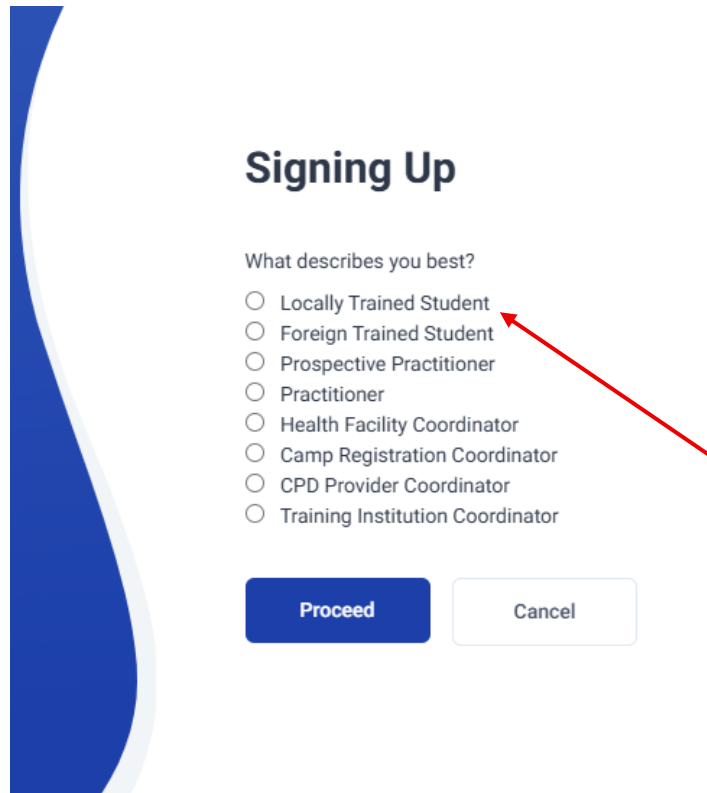 Signing Up
What describes you best?
Locally Trained Student
Foreign Trained Student
Prospective Practitioner
Practitioner
Health Facility Coordinator
Camp Registration Coordinator
CPD Provider Coordinator
Training Institution Coordinator
Proceed
Cancel